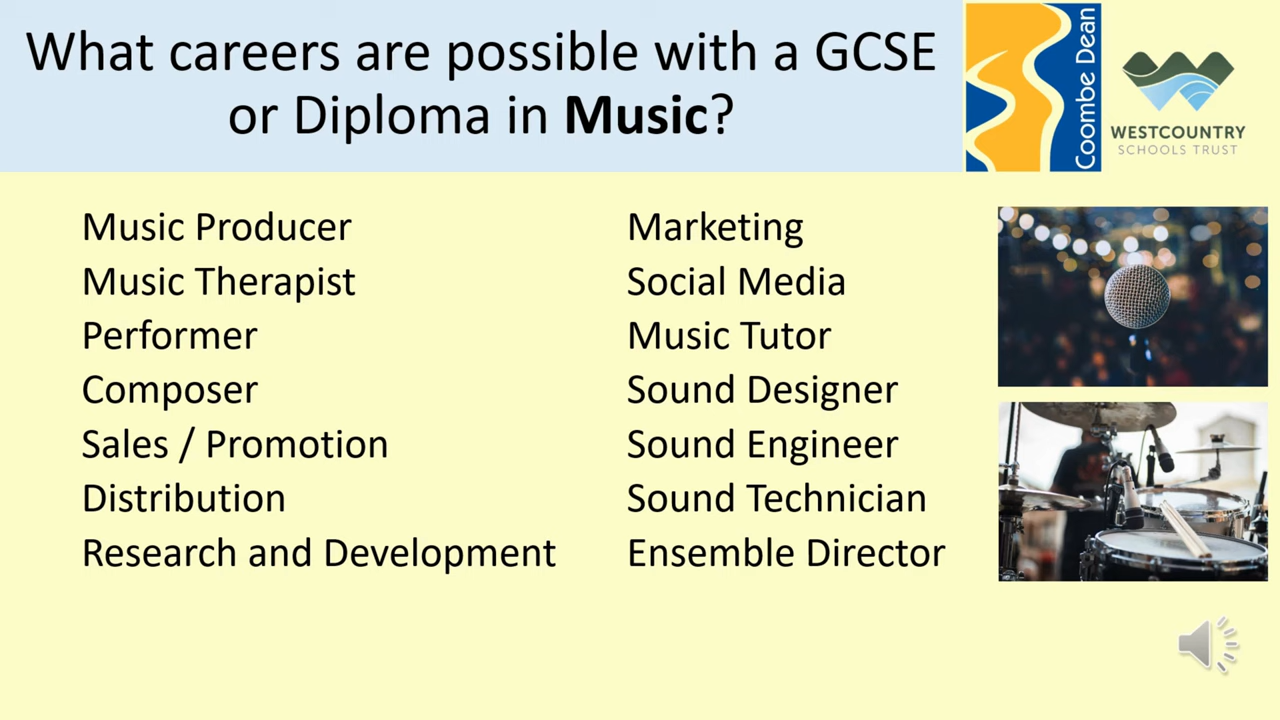 What careers are possible with a GCSE
or Diploma in Music?
Coombe Dean
WESTCOUNTRY
SCHOOLS TRUST
Music Producer
Music Therapist
Performer
Composer
Sales / Promotion
Distribution
Research and Development
Marketing
Social Media
Music Tutor
Sound Designer
Sound Engineer
Sound Technician
Ensemble Director